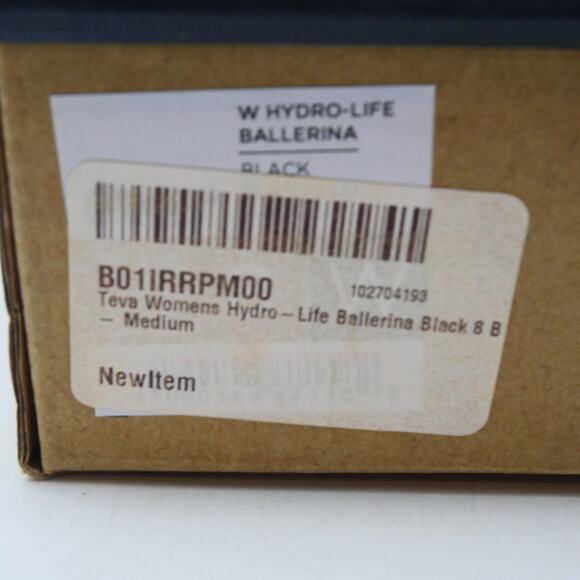 W HYDRO-LIFE
BALLERINA
BLACK
B01IRRPM00
102704193
Teva Womens Hydro-Life Ballerina Black 8 B
- Medium
NewItem